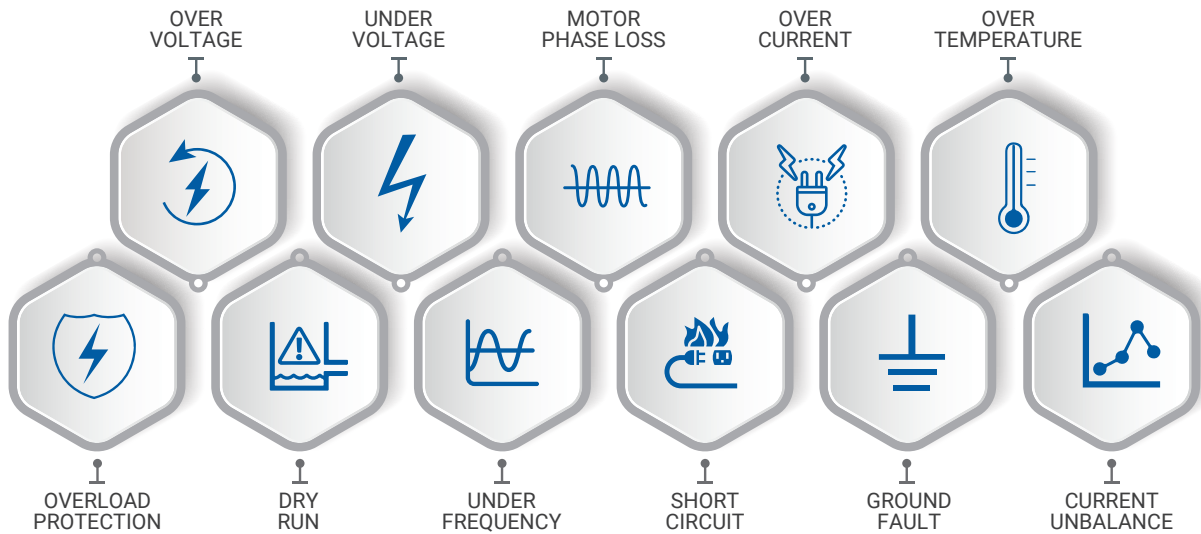 OVER
VOLTAGE
UNDER
VOLTAGE
MOTOR
PHASE LOSS
OVER
CURRENT
OVER
TEMPERATURE
OVERLOAD
PROTECTION
DRY
RUN
UNDER
FREQUENCY
SHORT
CIRCUIT
GROUND
FAULT
CURRENT
UNBALANCE